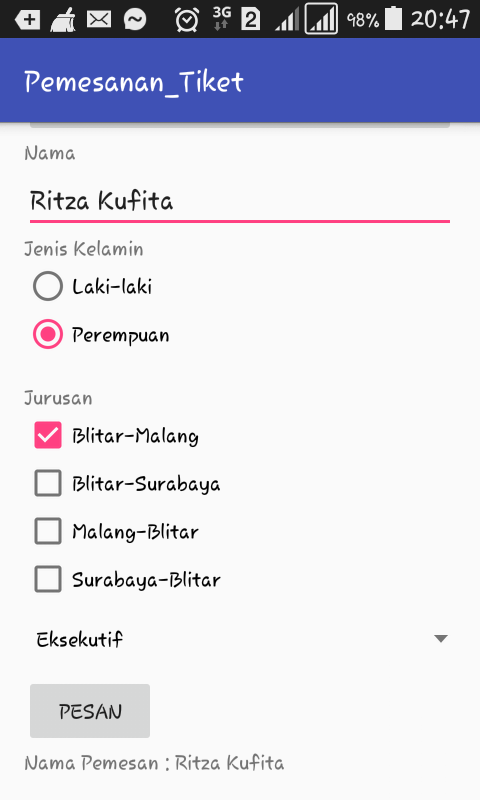 3G 2 98% 20:47
Pemesanan_Tiket
Nama
Ritza Kufita
Jenis Kelamin
Laki-laki
Perempuan
Jurusan
Blitar-Malang
Blitar-Surabaya
Malang-Blitar
Surabaya-Blitar
Eksekutif
PESAN
Nama Pemesan : Ritza Kufita